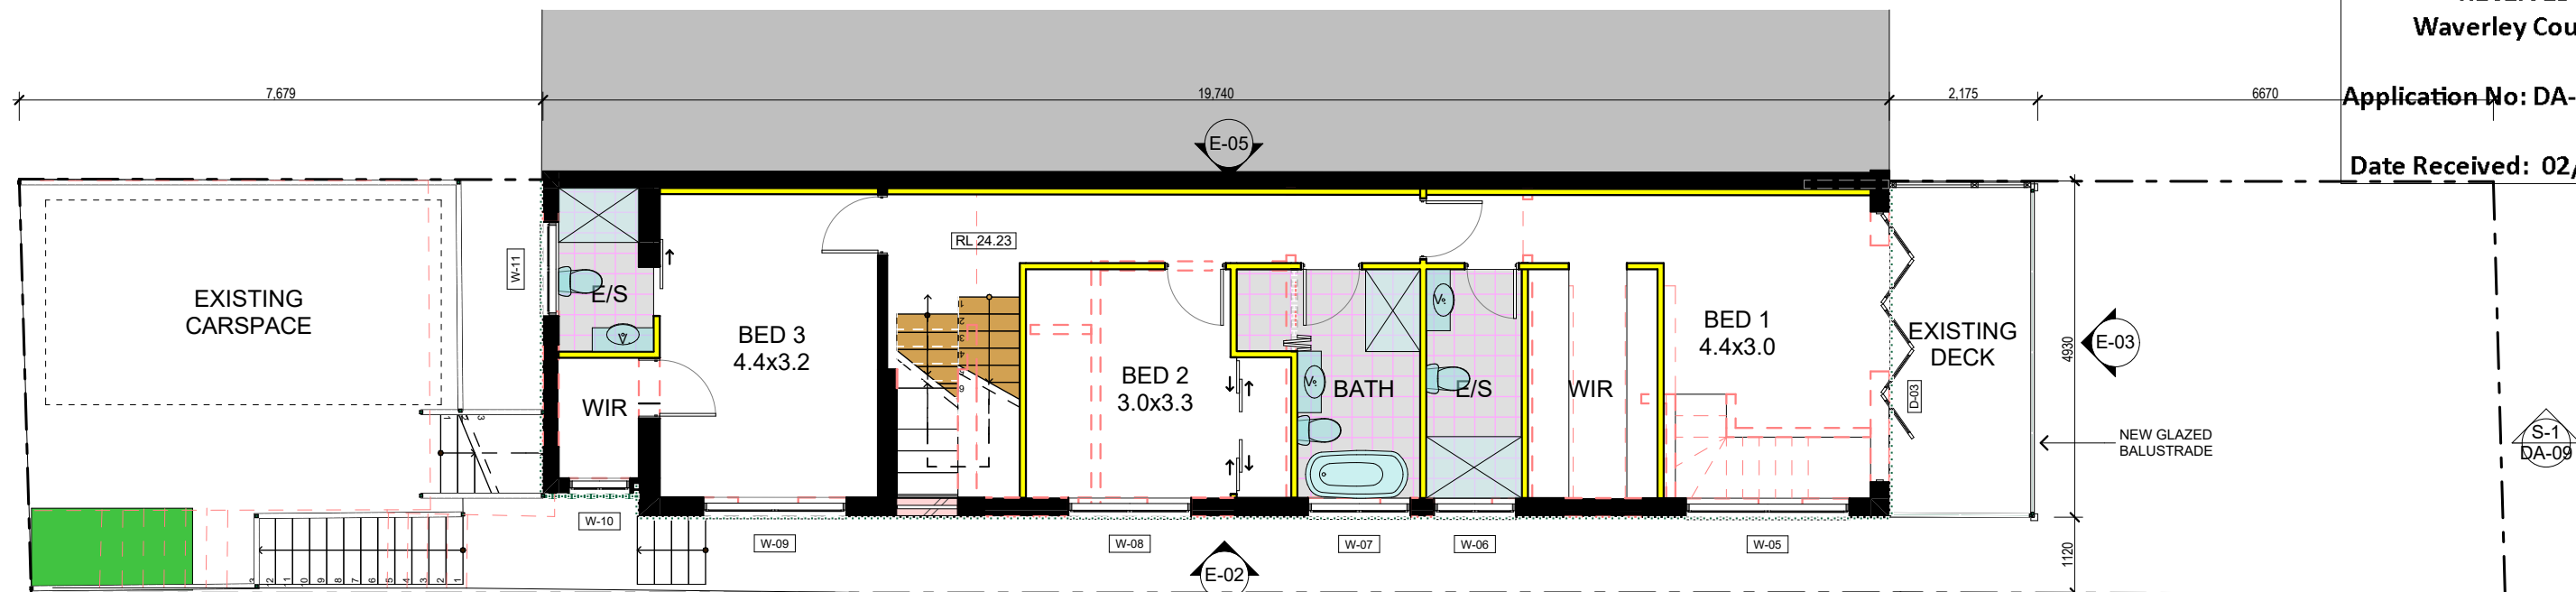 Waverley Cou
Application No: DA-
Date Received: 02/
7,679
19,740
2,175
6670
E-05
EXISTING
CARSPACE
W-11
E/S
WIR
W-10
BED 3
4.4x3.2
W-09
RL 24.23
BED 2
3.0x3.3
W-08
BATH
W-07
E/S
W-06
WIR
BED 1
4.4x3.0
W-05
D-03
EXISTING
DECK
4930
1120
E-03
E-02
NEW GLAZED
BALUSTRADE
S-1
DA-09